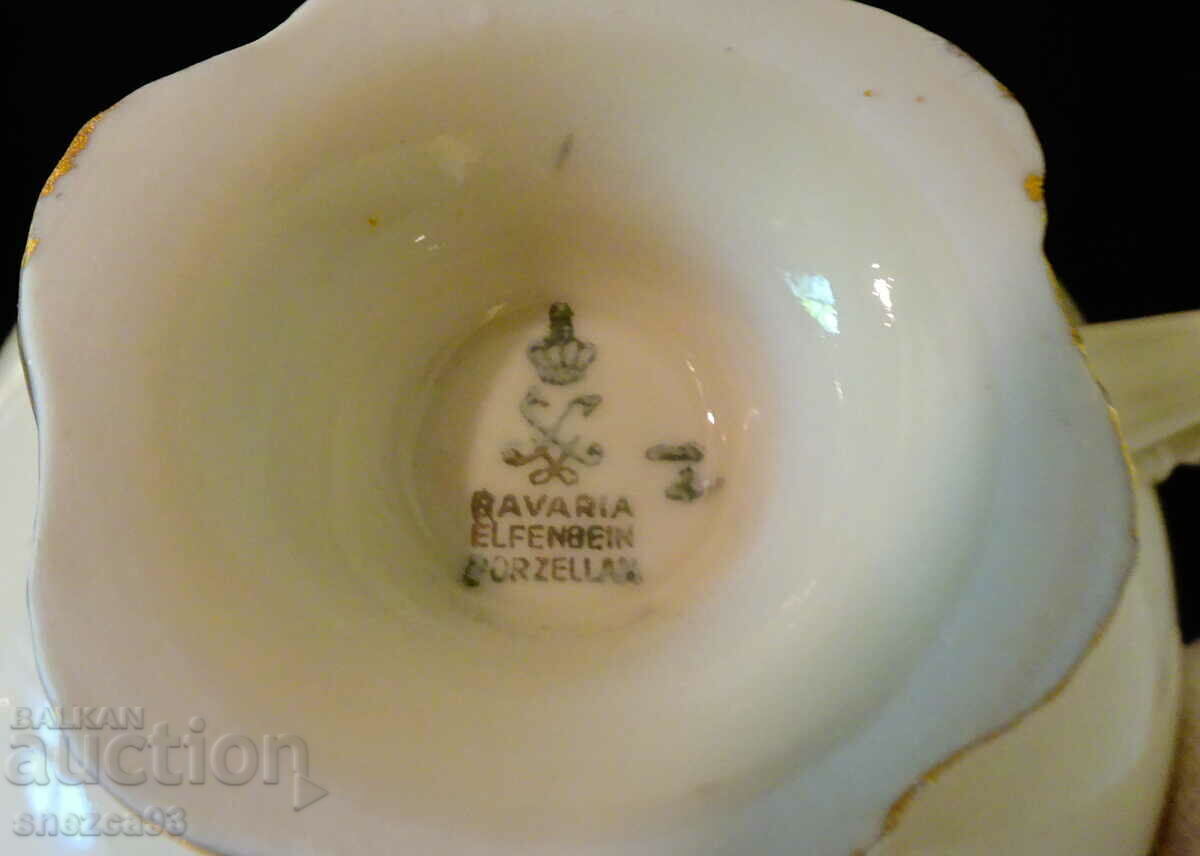 BAVARIA
ELFENBEIN
PORZELLAN
BALKAN
auction
snezca93